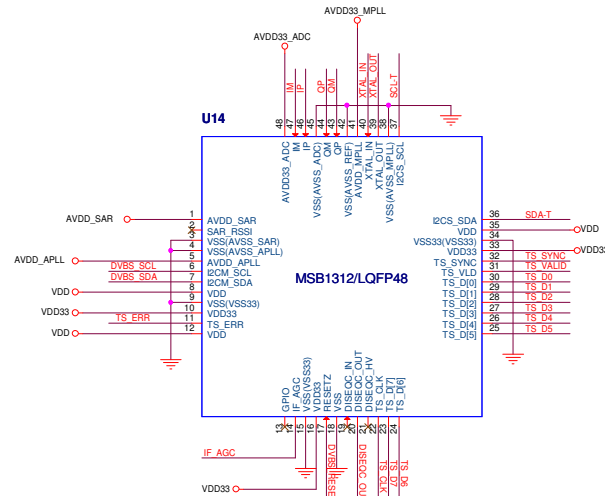 AVDD33_MPLL
AVDD33_ADC
IM
IP
QP
QM
XTAL_IN
XTAL_OUT
SCL-T
U14
48
47
46
45
44
43
42
41
40
39
38
37
AVDD33_ADC
IM
IP
VSS(AVSS_ADC)
QM
QP
VSS(AVSS_REF)
AVDD_MPLL
XTAL_IN
XTAL_OUT
VSS(AVSS_MPLL)
I2CS_SCL
AVDD_SAR 1 AVDD_SAR
2 SAR_RSSI
3 VSS(AVSS_SAR)
4 VSS(AVSS_APLL)
AVDD_APLL 5 AVDD_APLL
DVBS_SCL 6 I2CM_SCL
DVBS_SDA 7 I2CM_SDA
VDD 8 VDD
9 VSS(VSS33)
VDD33 10 VDD33
TS_ERR 11 TS_ERR
VDD 12 VDD
MSB1312/LQFP48
I2CS_SDA 36 SDA-T
VDD 35 VDD
VSS33(VSS33) 34
VDD33 33 VDD33
TS_SYNC 32 TS_SYNC
TS_VLD 31 TS_VALID
TS_D[0] 30 TS_D0
TS_D[1] 29 TS_D1
TS_D[2] 28 TS_D2
TS_D[3] 27 TS_D3
TS_D[4] 26 TS_D4
TS_D[5] 25 TS_D5
GPIO
IF_AGC
VSS(VSS33)
VDD33
RESETZ
VSS
DISEQC_IN
DISEQC_OUT
DISEQC_HV
TS_CLK
TS_D[7]
TS_D[6]
13
14
15
16
17
18
19
20
21
22
23
24
IF_AGC
DISEQC_OU
TS_CLK
TS_D7
TS_D6
VDD33